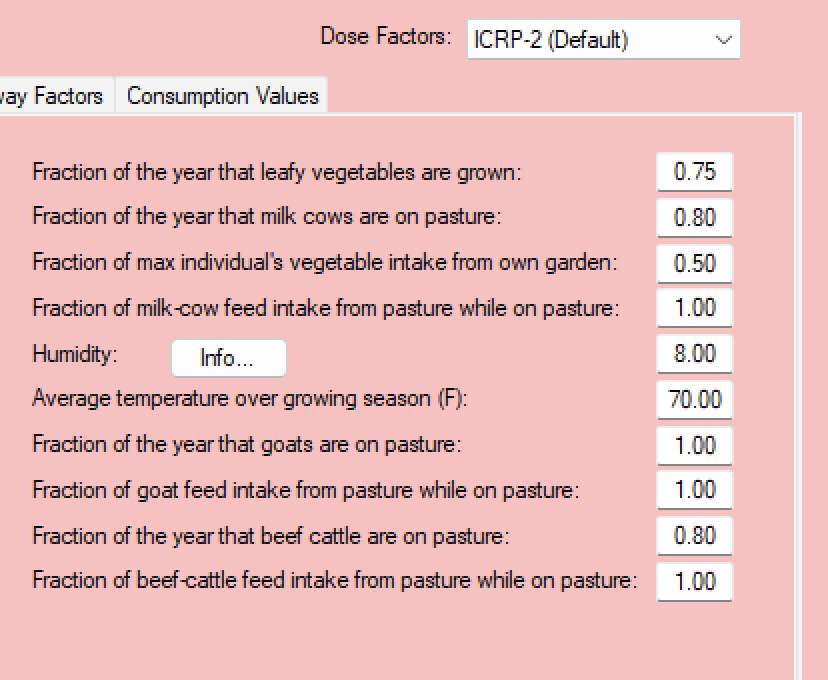 Dose Factors: ICRP-2 (Default)
way Factors Consumption Values
Fraction of the year that leafy vegetables are grown: 0.75
Fraction of the year that milk cows are on pasture: 0.80
Fraction of max individual's vegetable intake from own garden: 0.50
Fraction of milk-cow feed intake from pasture while on pasture: 1.00
Humidity: Info... 8.00
Average temperature over growing season (F): 70.00
Fraction of the year that goats are on pasture: 1.00
Fraction of goat feed intake from pasture while on pasture: 1.00
Fraction of the year that beef cattle are on pasture: 0.80
Fraction of beef-cattle feed intake from pasture while on pasture: 1.00